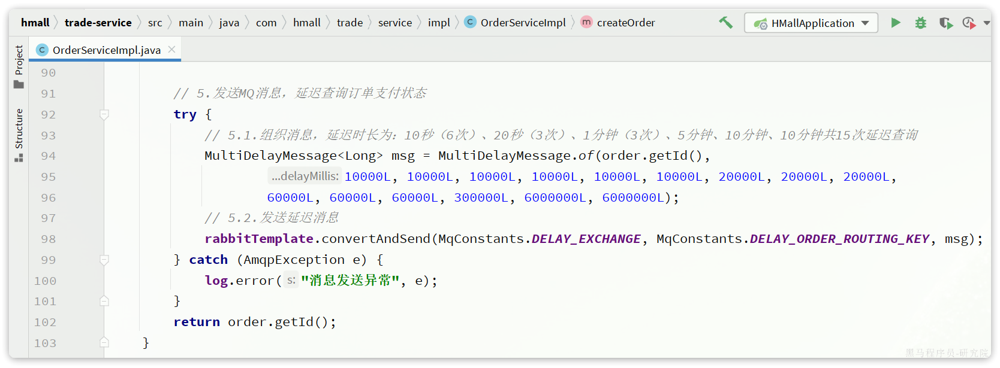 hmall trade-service src main java com hmall trade service impl C OrderServiceImpl m createOrder HMallApplication
Project
Structure
C OrderServiceImpl.java
90
91 // 5.发送MQ消息，延迟查询订单支付状态
92 try {
93 // 5.1.组织消息，延迟时长为：10秒（6次）、20秒（3次）、1分钟（3次）、5分钟、10分钟、10分钟共15次延迟查询
94 MultiDelayMessage<Long> msg = MultiDelayMessage.of(order.getId(),
95 ...delayMillis: 10000L, 10000L, 10000L, 10000L, 10000L, 10000L, 20000L, 20000L, 20000L,
96 60000L, 60000L, 60000L, 300000L, 6000000L, 6000000L);
97 // 5.2.发送延迟消息
98 rabbitTemplate.convertAndSend(MqConstants.DELAY_EXCHANGE, MqConstants.DELAY_ORDER_ROUTING_KEY, msg);
99 } catch (AmqpException e) {
100 log.error( s: "消息发送异常", e);
101 }
102 return order.getId();
103 }
黑马程序员-研究院